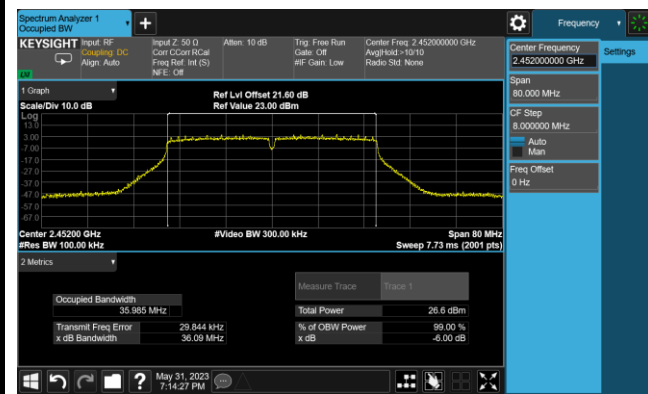 Spectrum Analyzer 1
Occupied BW
+
Frequency
KEYSIGHT
Input: RF
Coupling: DC
Align: Auto
Input Z: 50 Ω
Corr CCorr RCal
Freq Ref: Int (S)
NFE: Off
Atten: 10 dB
Trig: Free Run
Gate: Off
#IF Gain: Low
Center Freq: 2.452000000 GHz
Avg|Hold:>10/10
Radio Std: None
LXI
1 Graph
Scale/Div 10.0 dB
Ref Lvl Offset 21.60 dB
Ref Value 23.00 dBm
Log
13.0
3.00
-7.00
-17.0
-27.0
-37.0
-47.0
-57.0
-67.0
Center 2.45200 GHz
#Res BW 100.00 kHz
#Video BW 300.00 kHz
Span 80 MHz
Sweep 7.73 ms (2001 pts)
2 Metrics
Measure Trace
Trace 1
Occupied Bandwidth
35.985 MHz
Total Power
26.6 dBm
Transmit Freq Error
29.844 kHz
% of OBW Power
99.00 %
x dB Bandwidth
36.09 MHz
x dB
-6.00 dB
Center Frequency
2.452000000 GHz
Settings
Span
80.000 MHz
CF Step
8.000000 MHz
Auto
Man
Freq Offset
0 Hz
?
May 31, 2023
7:14:27 PM